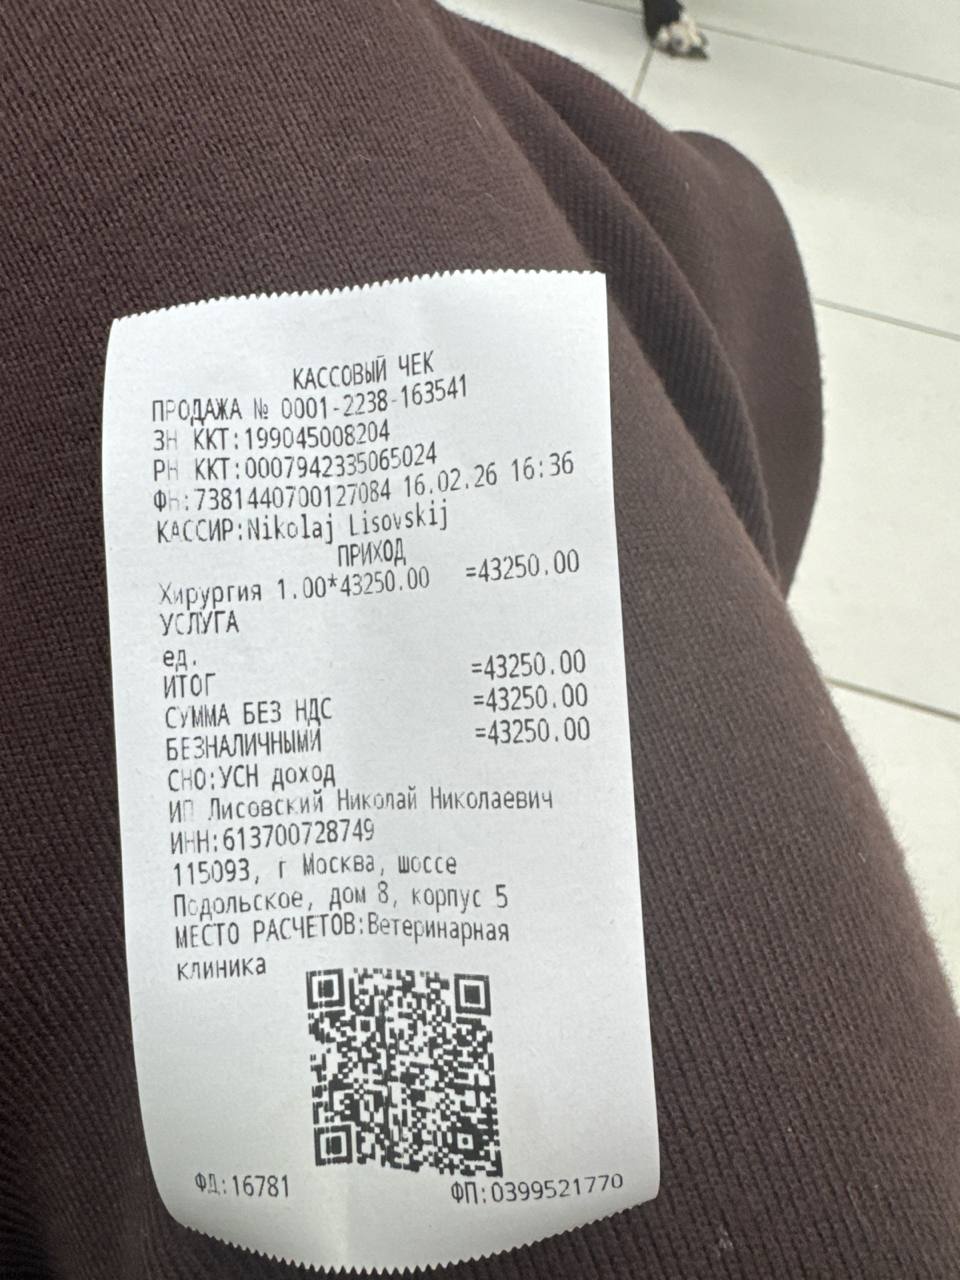 КАССОВЫЙ ЧЕК
ПРОДАЖА № 0001-2238-163541
ЗН ККТ:199045008204
РН ККТ:0007942335065024
ФН:7381440700127084 16.02.26 16:36
КАССИР:Nikolaj Lisovskij
ПРИХОД
Хирургия 1.00*43250.00 =43250.00
УСЛУГА
ед.
ИТОГ =43250.00
СУММА БЕЗ НДС =43250.00
БЕЗНАЛИЧНЫМИ =43250.00
СНО:УСН доход
ИП Лисовский Николай Николаевич
ИНН:613700728749
115093, г Москва, шоссе
Подольское, дом 8, корпус 5
МЕСТО РАСЧЕТОВ:Ветеринарная
клиника
ФД:16781 ФП:0399521770